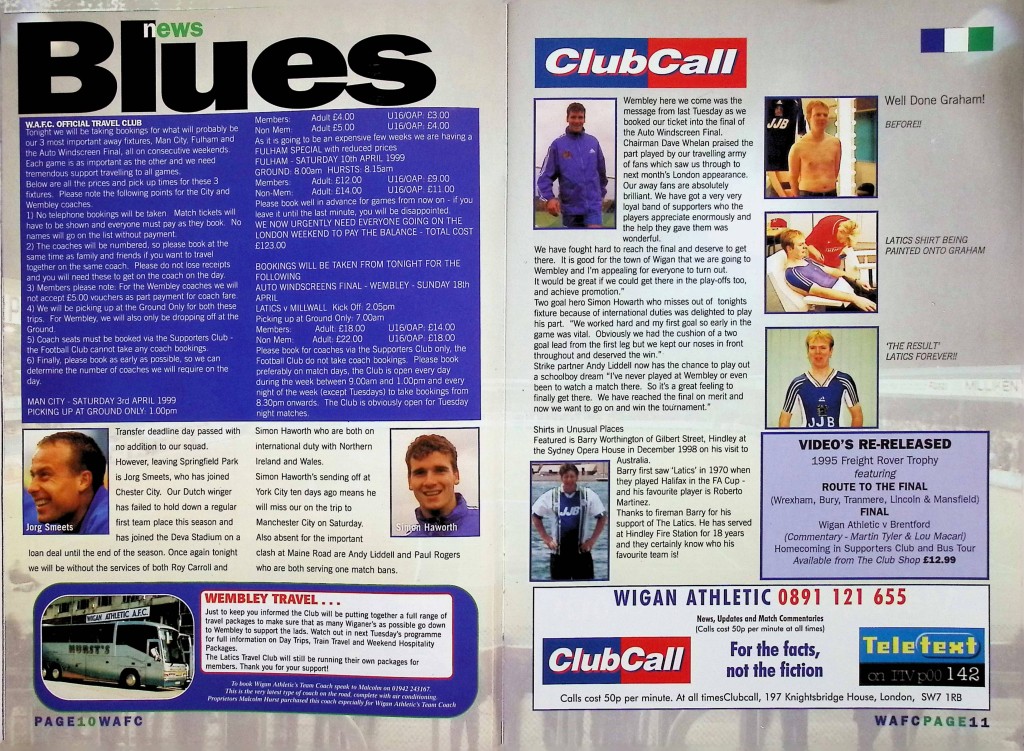 news
Blues
W.A.F.C. OFFICIAL TRAVEL CLUB
Tonight we will be taking bookings for what will probably be
our 3 most important away fixtures, Man City, Fulham and
the Auto Windscreen Final, all on consecutive weekends.
Each game is as important as the other and we need
tremendous support travelling to all games.
Below are all the prices and pick up times for these 3
fixtures. Please note the following points for the City and
Wembley coaches.
1) No telephone bookings will be taken. Match tickets will
have to be shown and everyone must pay as they book. No
names will go on the list without payment.
2) The coaches will be numbered, so please book at the
same time as family and friends if you want to travel
together on the same coach. Please do not lose receipts
and you will need these to get on the coach on the day.
3) Members please note: For the Wembley coaches we will
not accept £5.00 vouchers as part payment for coach fare.
4) We will be picking up at the Ground Only for both these
trips. For Wembley, we will also be dropping off at the
Ground.
5) Coach seats must be booked via the Supporters Club -
the Football Club cannot take any coach bookings.
6) Finally, please book as early as possible, so we can
determine the number of coaches we will require on the
day.
MAN CITY - SATURDAY 3rd APRIL 1999
PICKING UP AT GROUND ONLY: 1.00pm
Members: Adult £4.00 U16/OAP: £3.00
Non Mem: Adult £5.00 U16/OAP: £4.00
As it is going to be an expensive few weeks we are having a
FULHAM SPECIAL with reduced prices
FULHAM - SATURDAY 10th APRIL 1999
GROUND: 8.00am HURSTS: 8.15am
Members: Adult: £12.00 U16/OAP: £9.00
Non-Mem: Adult: £14.00 U16/OAP: £11.00
Please book well in advance for games from now on - if you
leave it until the last minute, you will be disappointed.
WE NOW URGENTLY NEED EVERYONE GOING ON THE
LONDON WEEKEND TO PAY THE BALANCE - TOTAL COST
£123.00
BOOKINGS WILL BE TAKEN FROM TONIGHT FOR THE
FOLLOWING
AUTO WINDSCREENS FINAL - WEMBLEY - SUNDAY 18th
APRIL
LATICS v MILLWALL Kick Off: 2.05pm
Picking up at Ground Only: 7.00am
Members: Adult: £18.00 U16/OAP: £14.00
Non Mem: Adult: £22.00 U16/OAP: £18.00
Please book for coaches via the Supporters Club only, the
Football Club do not take coach bookings. Please book
preferably on match days, the Club is open every day
during the week between 9.00am and 1.00pm and every
night of the week (except Tuesdays) to take bookings from
8.30pm onwards. The Club is obviously open for Tuesday
night matches.
Jorg Smeets
Transfer deadline day passed with
no addition to our squad.
However, leaving Springfield Park
is Jorg Smeets, who has joined
Chester City. Our Dutch winger
has failed to hold down a regular
first team place this season and
has joined the Deva Stadium on a
loan deal until the end of the season. Once again tonight
we will be without the services of both Roy Carroll and
Simon Haworth who are both on
international duty with Northern
Ireland and Wales.
Simon Haworth's sending off at
York City ten days ago means he
will miss our on the trip to
Manchester City on Saturday.
Also absent for the important
clash at Maine Road are Andy Liddell and Paul Rogers
who are both serving one match bans.
Simon Haworth
WIGAN ATHLETIC A.F.C.
HURST'S
WEMBLEY TRAVEL . . .
Just to keep you informed the Club will be putting together a full range of
travel packages to make sure that as many Wiganer's as possible go down
to Wembley to support the lads. Watch out in next Tuesday's programme
for full information on Day Trips, Train Travel and Weekend Hospitality
Packages.
The Latics Travel Club will still be running their own packages for
members. Thank you for your support!
To book Wigan Athletic's Team Coach speak to Malcolm on 01942 243167.
This is the very latest type of coach on the road, complete with air conditioning.
Proprietors Malcolm Hurst purchased this coach especially for Wigan Athletic's Team Coach
PAGE10WAFC
ClubCall
Wembley here we come was the
message from last Tuesday as we
booked our ticket into the final of
the Auto Windscreen Final.
Chairman Dave Whelan praised the
part played by our travelling army
of fans which saw us through to
next month's London appearance.
Our away fans are absolutely
brilliant. We have got a very very
loyal band of supporters who the
players appreciate enormously and
the help they gave them was
wonderful.
We have fought hard to reach the final and deserve to get
there. It is good for the town of Wigan that we are going to
Wembley and I'm appealing for everyone to turn out.
It would be great if we could get there in the play-offs too,
and achieve promotion."
Two goal hero Simon Howarth who misses out of tonights
fixture because of international duties was delighted to play
his part. "We worked hard and my first goal so early in the
game was vital. Obviously we had the cushion of a two
goal lead from the first leg but we kept our noses in front
throughout and deserved the win."
Strike partner Andy Liddell now has the chance to play out
a schoolboy dream "I've never played at Wembley or even
been to watch a match there. So it's a great feeling to
finally get there. We have reached the final on merit and
now we want to go on and win the tournament."
Shirts in Unusual Places
Featured is Barry Worthington of Gilbert Street, Hindley at
the Sydney Opera House in December 1998 on his visit to
Australia.
Barry first saw 'Latics' in 1970 when
they played Halifax in the FA Cup -
and his favourite player is Roberto
Martinez.
Thanks to fireman Barry for his
support of The Latics. He has served
at Hindley Fire Station for 18 years
and they certainly know who his
favourite team is!
JJB
Well Done Graham!
BEFORE!!
JJB
LATICS SHIRT BEING
PAINTED ONTO GRAHAM
'THE RESULT'
LATICS FOREVER!!
JJB
VIDEO'S RE-RELEASED
1995 Freight Rover Trophy
featuring
ROUTE TO THE FINAL
(Wrexham, Bury, Tranmere, Lincoln & Mansfield)
FINAL
Wigan Athletic v Brentford
(Commentary - Martin Tyler & Lou Macari)
Homecoming in Supporters Club and Bus Tour
Available from The Club Shop £12.99
WIGAN ATHLETIC 0891 121 655
News, Updates and Match Commentaries
(Calls cost 50p per minute at all times)
ClubCall
For the facts,
not the fiction
Teletext
on ITV p00 142
Calls cost 50p per minute. At all timesClubcall, 197 Knightsbridge House, London, SW7 1RB
WAFCPAGE11